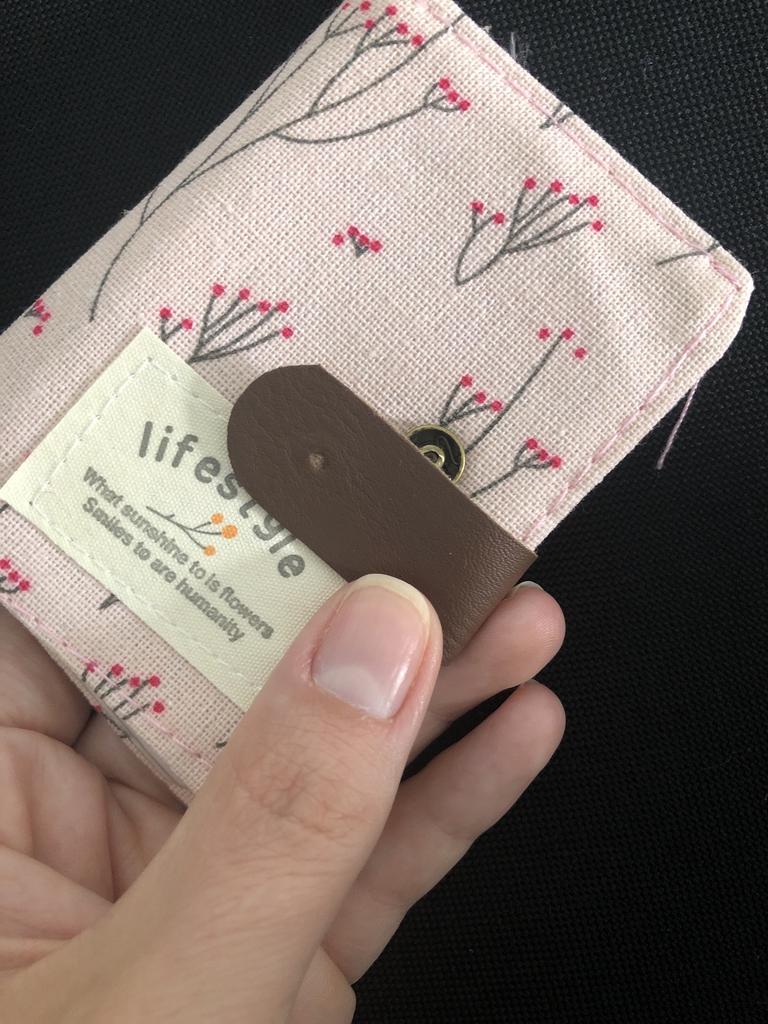 lifestyle
What sunshine to is flowers
Smiles to are humanity